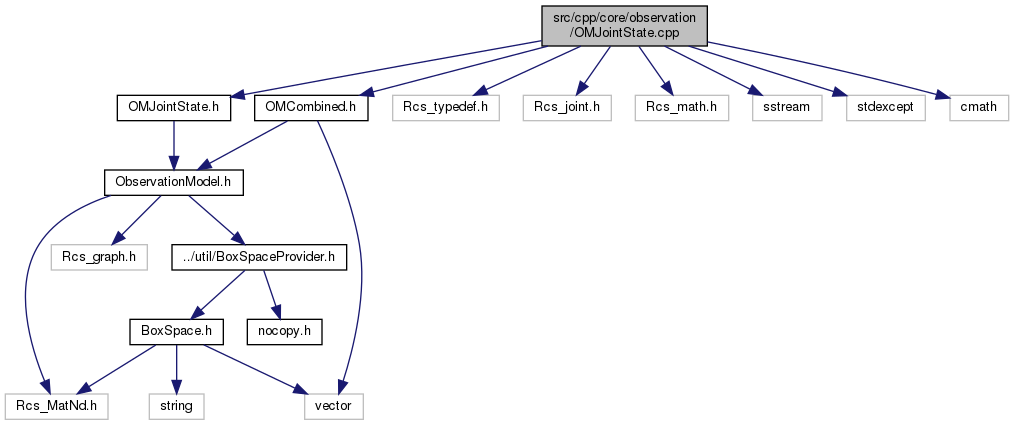 src/cpp/core/observation
/OMJointState.cpp
OMJointState.h
OMCombined.h
Rcs_typedef.h
Rcs_joint.h
Rcs_math.h
sstream
stdexcept
cmath
ObservationModel.h
Rcs_graph.h
../util/BoxSpaceProvider.h
BoxSpace.h
nocopy.h
Rcs_MatNd.h
string
vector